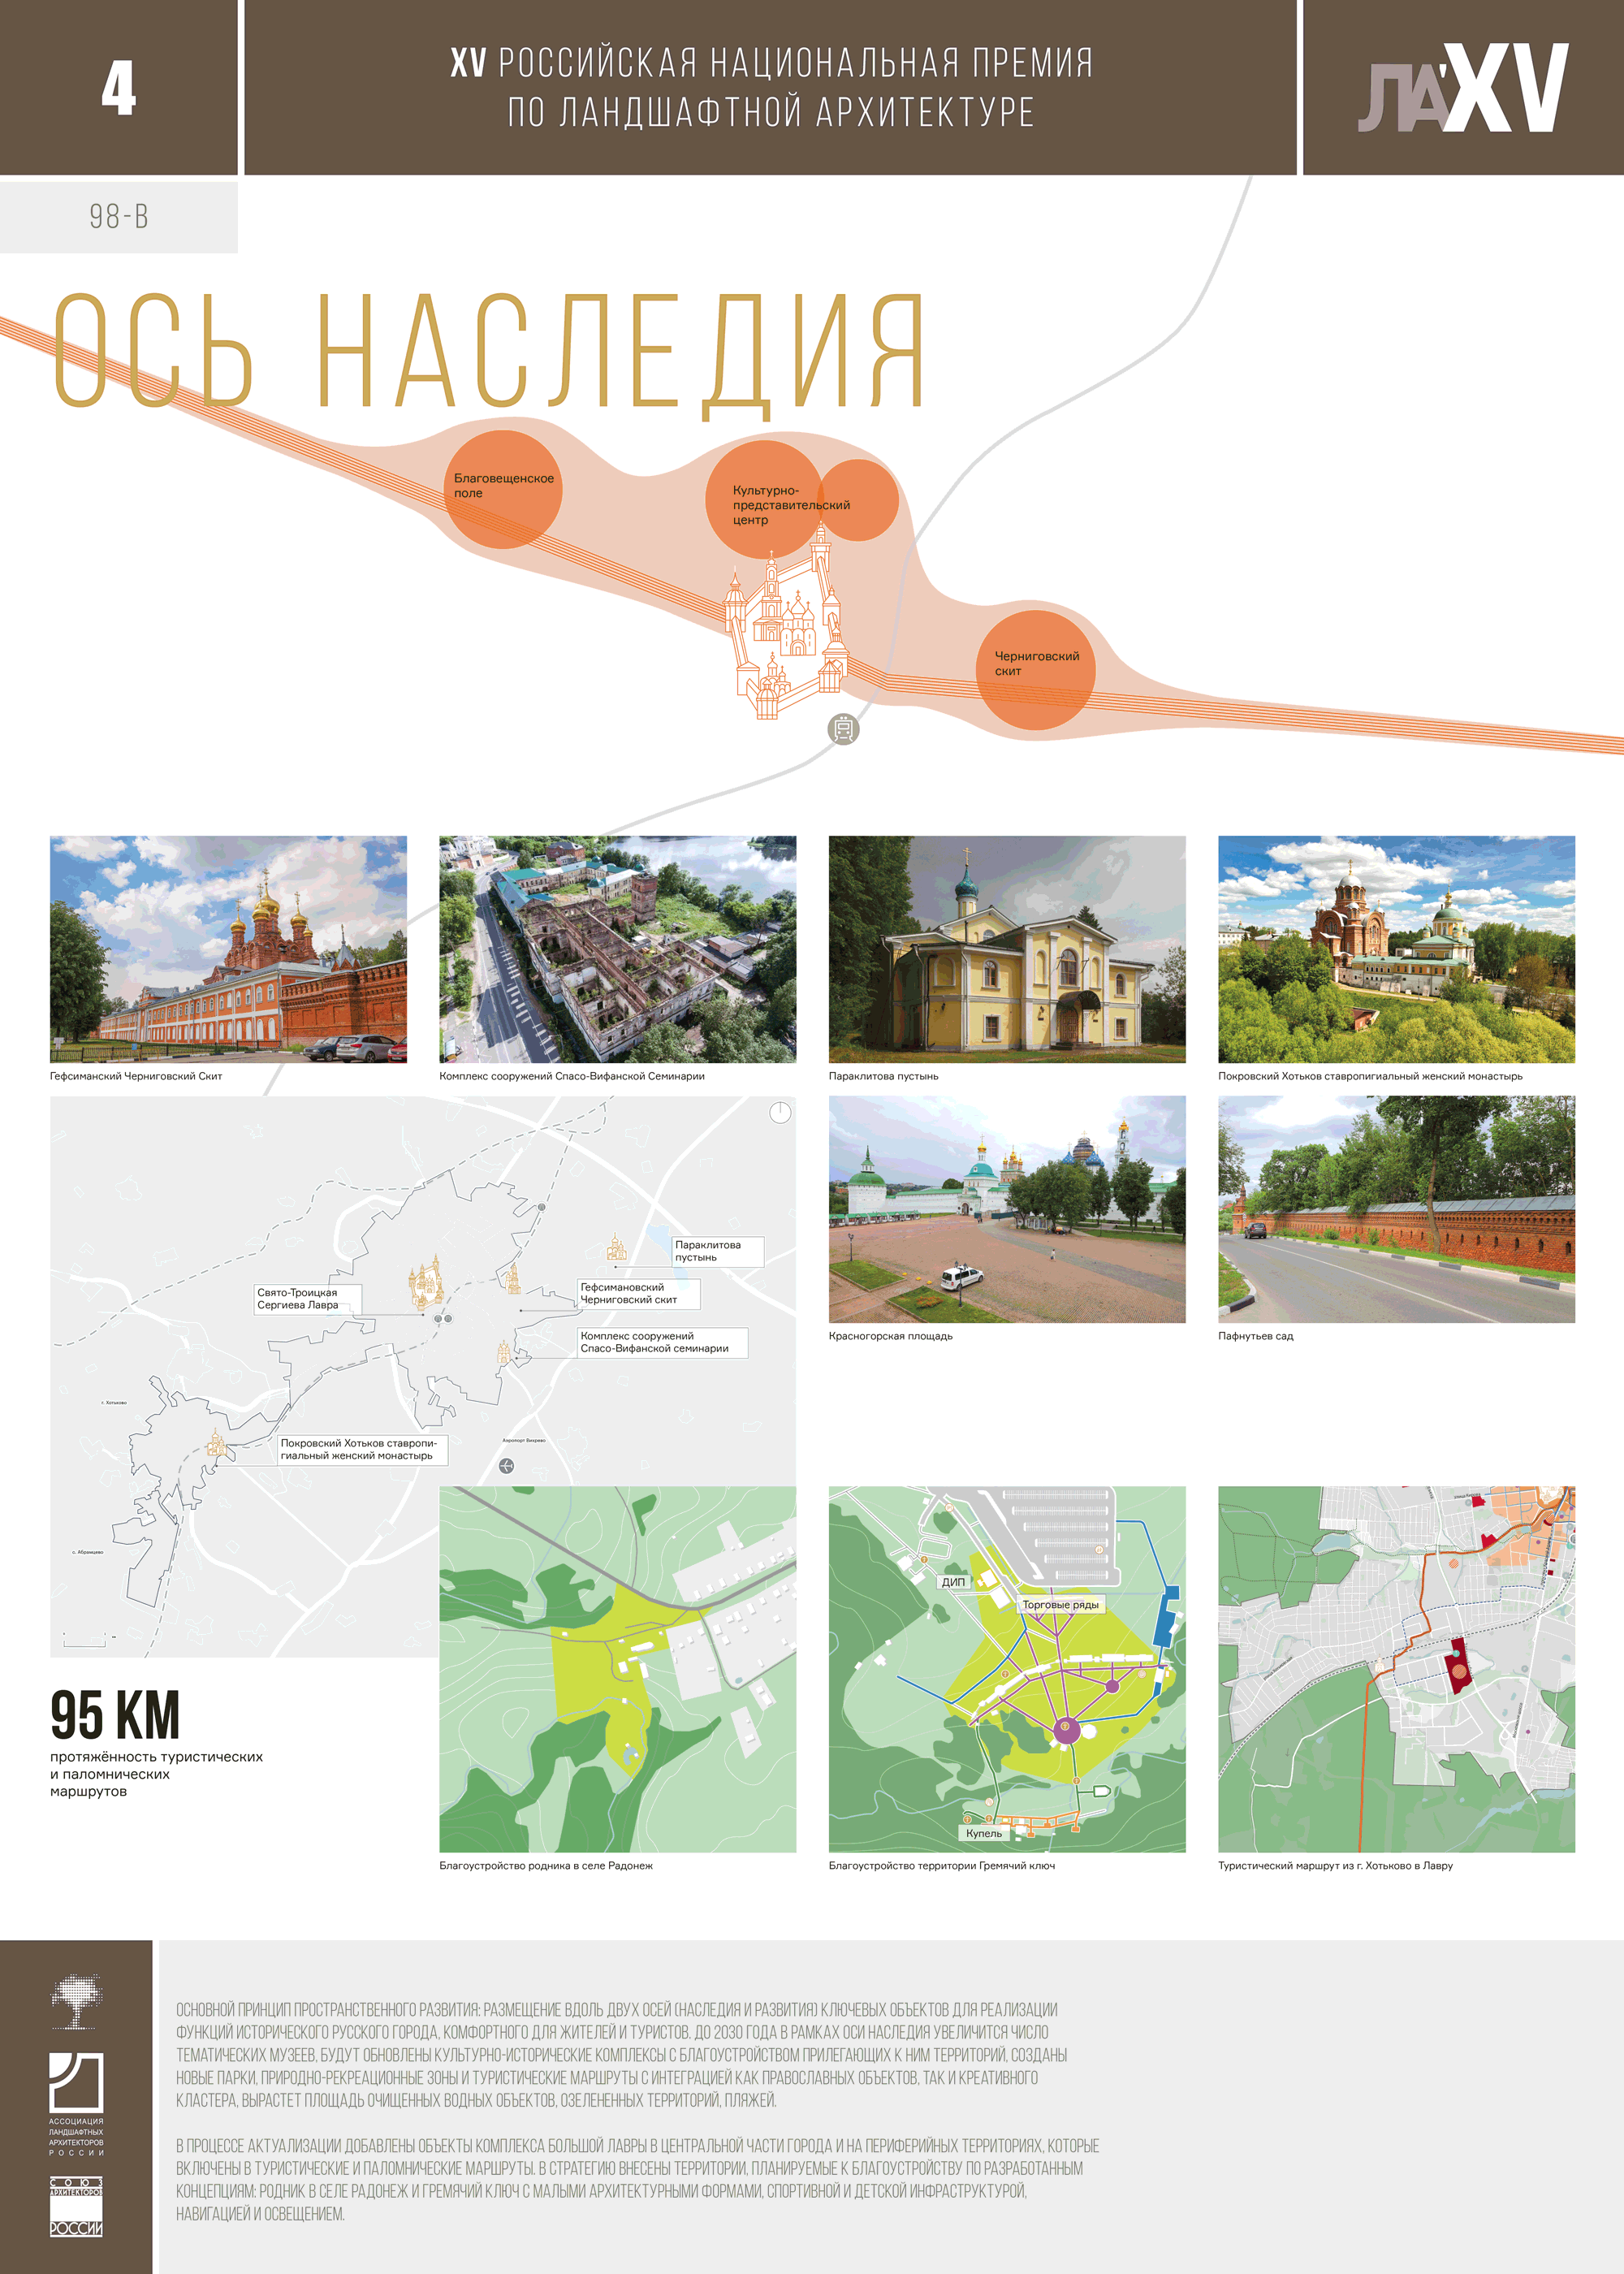 4
XV РОССИЙСКАЯ НАЦИОНАЛЬНАЯ ПРЕМИЯ
ПО ЛАНДШАФТНОЙ АРХИТЕКТУРЕ
ЛА'XV
98-В
ОСЬ НАСЛЕДИЯ
Благовещенское
поле
Культурно-
представительский
центр
Черниговский
скит
Гефсиманский Черниговский Скит
Комплекс сооружений Спасо-Вифанской Семинарии
Параклитова пустынь
Покровский Хотьков ставропигиальный женский монастырь
Параклитова
пустынь
Свято-Троицкая
Сергиева Лавра
Гефсимановский
Черниговский скит
Комплекс сооружений
Спасо-Вифанской семинарии
г. Хотьково
Покровский Хотьков ставропи-
гиальный женский монастырь
Аэропорт Вихрево
с. Абрамцево
Красногорская площадь
Пафнутьев сад
ДИП
Торговые ряды
Купель
95 КМ
протяжённость туристических
и паломнических
маршрутов
Благоустройство родника в селе Радонеж
Благоустройство территории Гремячий ключ
Туристический маршрут из г. Хотьково в Лавру
ОСНОВНОЙ ПРИНЦИП ПРОСТРАНСТВЕННОГО РАЗВИТИЯ: РАЗМЕЩЕНИЕ ВДОЛЬ ДВУХ ОСЕЙ (НАСЛЕДИЯ И РАЗВИТИЯ) КЛЮЧЕВЫХ ОБЪЕКТОВ ДЛЯ РЕАЛИЗАЦИИ
ФУНКЦИЙ ИСТОРИЧЕСКОГО РУССКОГО ГОРОДА, КОМФОРТНОГО ДЛЯ ЖИТЕЛЕЙ И ТУРИСТОВ. ДО 2030 ГОДА В РАМКАХ ОСИ НАСЛЕДИЯ УВЕЛИЧИТСЯ ЧИСЛО
ТЕМАТИЧЕСКИХ МУЗЕЕВ, БУДУТ ОБНОВЛЕНЫ КУЛЬТУРНО-ИСТОРИЧЕСКИЕ КОМПЛЕКСЫ С БЛАГОУСТРОЙСТВОМ ПРИЛЕГАЮЩИХ К НИМ ТЕРРИТОРИЙ, СОЗДАНЫ
НОВЫЕ ПАРКИ, ПРИРОДНО-РЕКРЕАЦИОННЫЕ ЗОНЫ И ТУРИСТИЧЕСКИЕ МАРШРУТЫ С ИНТЕГРАЦИЕЙ КАК ПРАВОСЛАВНЫХ ОБЪЕКТОВ, ТАК И КРЕАТИВНОГО
КЛАСТЕРА, ВЫРАСТЕТ ПЛОЩАДЬ ОЧИЩЕННЫХ ВОДНЫХ ОБЪЕКТОВ, ОЗЕЛЕНЕННЫХ ТЕРРИТОРИЙ, ПЛЯЖЕЙ.
В ПРОЦЕССЕ АКТУАЛИЗАЦИИ ДОБАВЛЕНЫ ОБЪЕКТЫ КОМПЛЕКСА БОЛЬШОЙ ЛАВРЫ В ЦЕНТРАЛЬНОЙ ЧАСТИ ГОРОДА И НА ПЕРИФЕРИЙНЫХ ТЕРРИТОРИЯХ, КОТОРЫЕ
ВКЛЮЧЕНЫ В ТУРИСТИЧЕСКИЕ И ПАЛОМНИЧЕСКИЕ МАРШРУТЫ. В СТРАТЕГИЮ ВНЕСЕНЫ ТЕРРИТОРИИ, ПЛАНИРУЕМЫЕ К БЛАГОУСТРОЙСТВУ ПО РАЗРАБОТАННЫМ
КОНЦЕПЦИЯМ: РОДНИК В СЕЛЕ РАДОНЕЖ И ГРЕМЯЧИЙ КЛЮЧ С МАЛЫМИ АРХИТЕКТУРНЫМИ ФОРМАМИ, СПОРТИВНОЙ И ДЕТСКОЙ ИНФРАСТРУКТУРОЙ,
НАВИГАЦИЕЙ И ОСВЕЩЕНИЕМ.
АССОЦИАЦИЯ
ЛАНДШАФТНЫХ
АРХИТЕКТОРОВ
РОССИИ
СОЮЗ
АРХИТЕКТОРОВ
РОССИИ